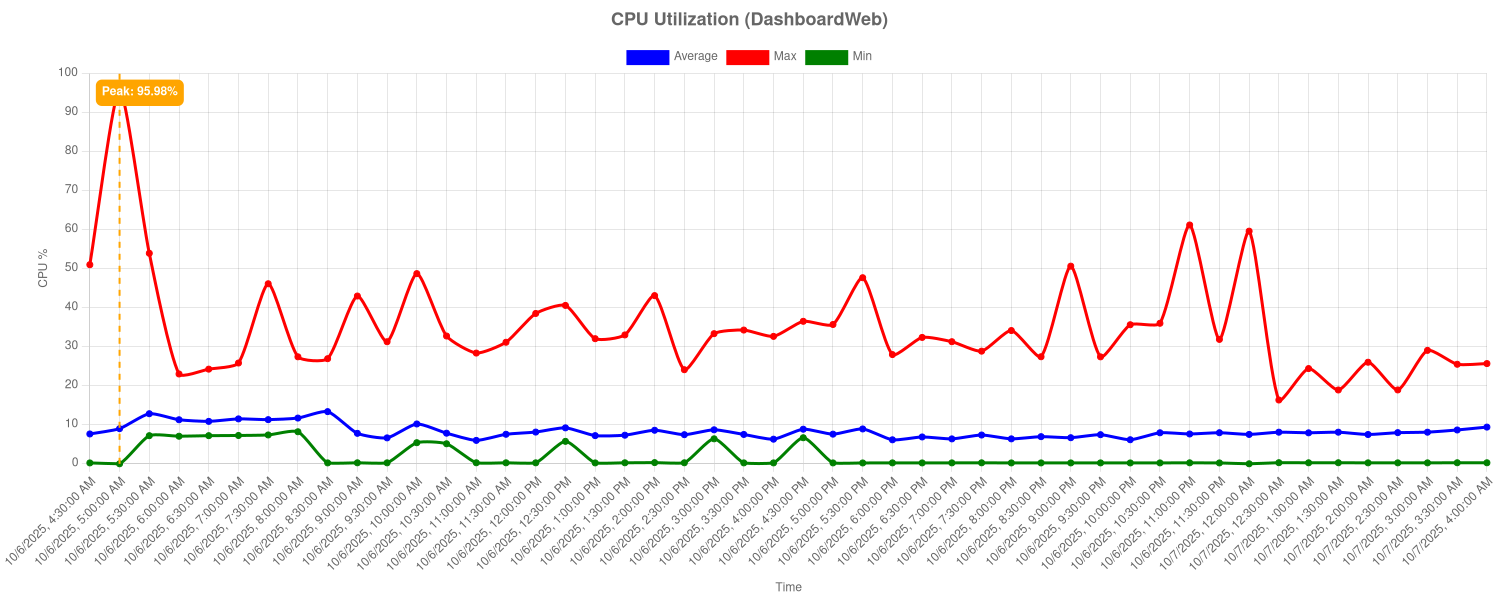 CPU Utilization (DashboardWeb)
Average Max Min
100
Peak: 95.98%
90
80
70
60
50
40
30
20
10
0
CPU %
10/6/2025, 4:30:00 AM
10/6/2025, 5:00:00 AM
10/6/2025, 5:30:00 AM
10/6/2025, 6:00:00 AM
10/6/2025, 6:30:00 AM
10/6/2025, 7:00:00 AM
10/6/2025, 7:30:00 AM
10/6/2025, 8:00:00 AM
10/6/2025, 8:30:00 AM
10/6/2025, 9:00:00 AM
10/6/2025, 9:30:00 AM
10/6/2025, 10:00:00 AM
10/6/2025, 10:30:00 AM
10/6/2025, 11:00:00 AM
10/6/2025, 11:30:00 AM
10/6/2025, 12:00:00 PM
10/6/2025, 12:30:00 PM
10/6/2025, 1:00:00 PM
10/6/2025, 1:30:00 PM
10/6/2025, 2:00:00 PM
10/6/2025, 2:30:00 PM
10/6/2025, 3:00:00 PM
10/6/2025, 3:30:00 PM
10/6/2025, 4:00:00 PM
10/6/2025, 4:30:00 PM
10/6/2025, 5:00:00 PM
10/6/2025, 5:30:00 PM
10/6/2025, 6:00:00 PM
10/6/2025, 6:30:00 PM
10/6/2025, 7:00:00 PM
10/6/2025, 7:30:00 PM
10/6/2025, 8:00:00 PM
10/6/2025, 8:30:00 PM
10/6/2025, 9:00:00 PM
10/6/2025, 9:30:00 PM
10/6/2025, 10:00:00 PM
10/6/2025, 10:30:00 PM
10/6/2025, 11:00:00 PM
10/6/2025, 11:30:00 PM
10/7/2025, 12:00:00 AM
10/7/2025, 12:30:00 AM
10/7/2025, 1:00:00 AM
10/7/2025, 1:30:00 AM
10/7/2025, 2:00:00 AM
10/7/2025, 2:30:00 AM
10/7/2025, 3:00:00 AM
10/7/2025, 3:30:00 AM
10/7/2025, 4:00:00 AM
Time